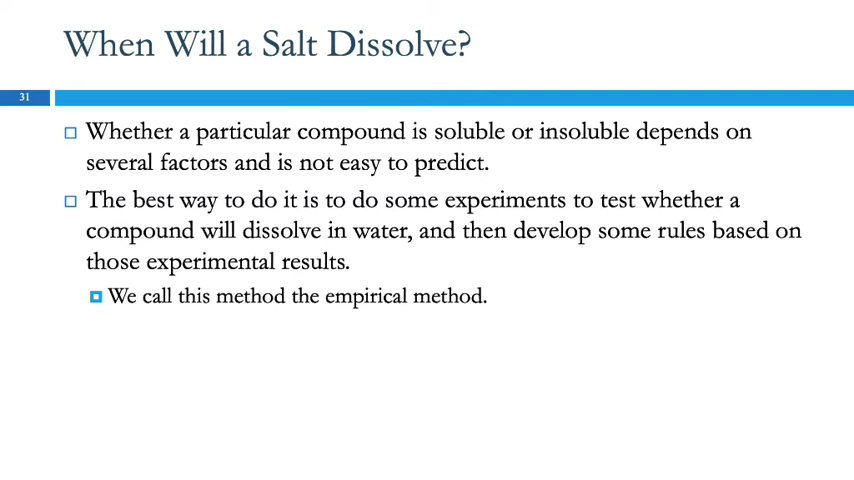 When Will a Salt Dissolve?
31
Whether a particular compound is soluble or insoluble depends on
several factors and is not easy to predict.
The best way to do it is to do some experiments to test whether a
compound will dissolve in water, and then develop some rules based on
those experimental results.
We call this method the empirical method.